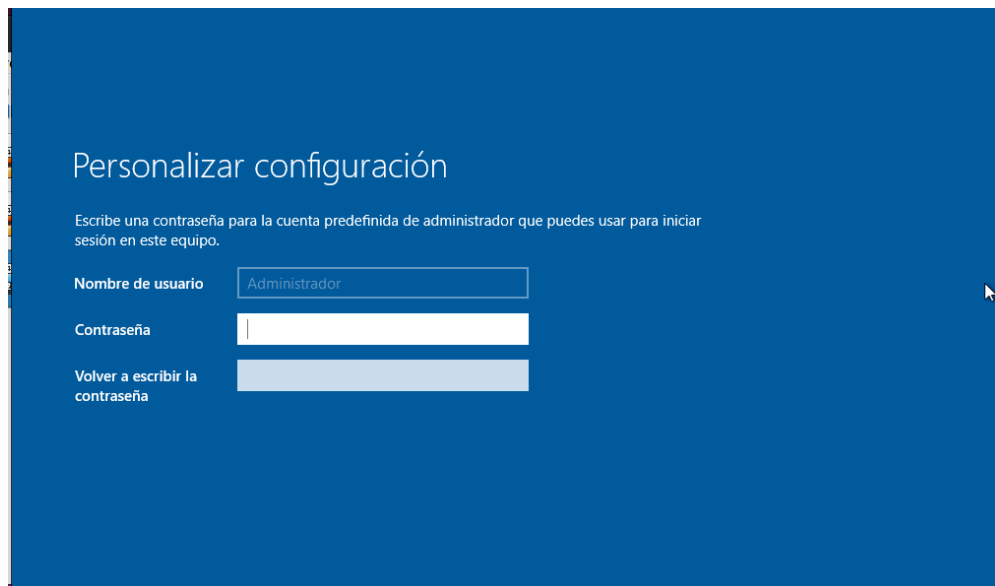 Personalizar configuración
Escribe una contraseña para la cuenta predefinida de administrador que puedes usar para iniciar
sesión en este equipo.
Nombre de usuario
Administrador
Contraseña
Volver a escribir la
contraseña